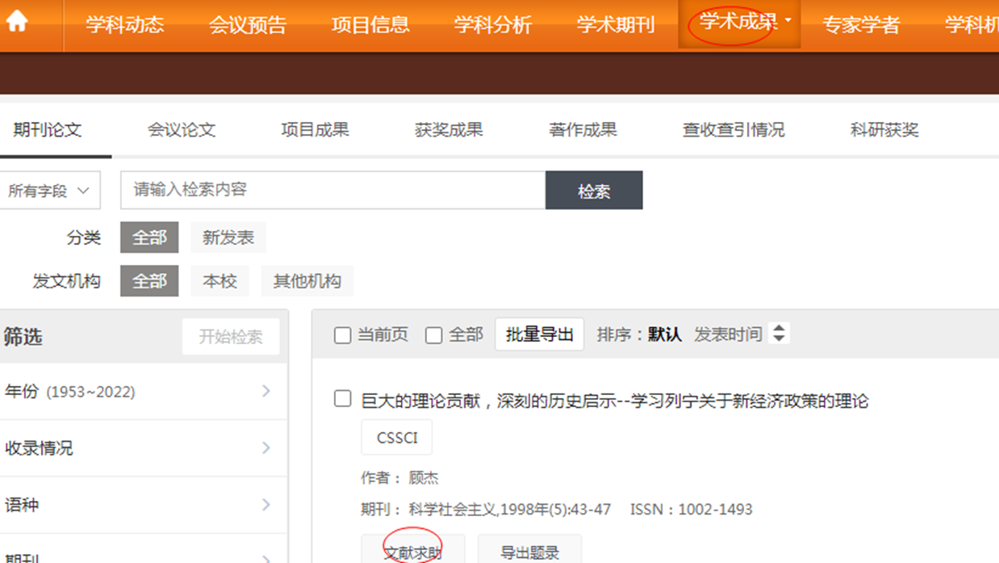 学科动态 会议预告 项目信息 学科分析 学术期刊 学术成果 专家学者 学科机
期刊论文 会议论文 项目成果 获奖成果 著作成果 查收查引情况 科研获奖
所有字段 请输入检索内容 检索
分类 全部 新发表
发文机构 全部 本校 其他机构
筛选 开始检索
当前页 全部 批量导出 排序：默认 发表时间
年份 (1953~2022)
巨大的理论贡献，深刻的历史启示--学习列宁关于新经济政策的理论
CSSCI
收录情况
作者： 顾杰
语种
期刊： 科学社会主义,1998年(5):43-47 ISSN：1002-1493
期刊
文献求助 导出题录